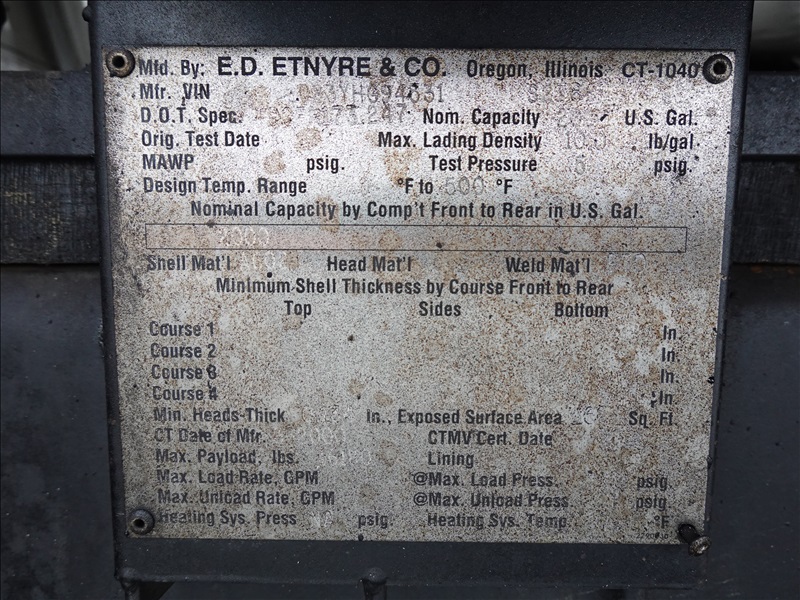 Mfd. By: E.D. ETNYRE & CO. Oregon, Illinois CT-1040
Mfr. VIN
D.O.T. Spec. 173.247 Nom. Capacity U.S. Gal.
Orig. Test Date Max. Lading Density lb/gal.
MAWP psig. Test Pressure psig.
Design Temp. Range °F to 500 °F
Nominal Capacity by Comp't Front to Rear in U.S. Gal.
Shell Mat'l Head Mat'l Weld Mat'l
Minimum Shell Thickness by Course Front to Rear
Top Sides Bottom
Course 1 In.
Course 2 In.
Course 3 In.
Course 4 In.
Min. Heads-Thick In., Exposed Surface Area Sq. Ft.
CT Date of Mfr. CTMV Cert. Date
Max. Payload, lbs. Lining
Max. Load Rate, GPM @Max. Load Press. psig.
Max. Unload Rate, GPM @Max. Unload Press. psig.
Heating Sys. Press psig. Heating Sys. Temp. °F